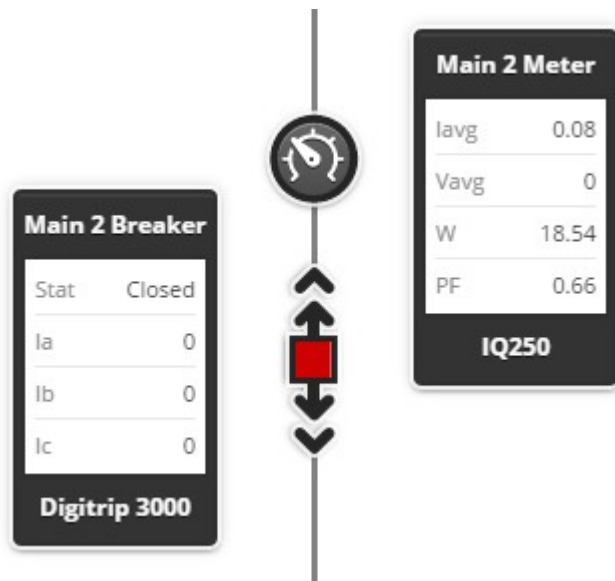 Main 2 Meter
Iavg 0.08
Vavg 0
W 18.54
PF 0.66
IQ250
Main 2 Breaker
Stat Closed
Ia 0
Ib 0
Ic 0
Digitrip 3000